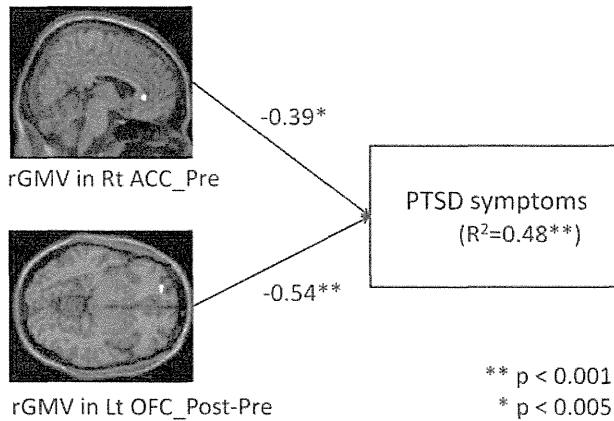 -0.39*
rGMV in Rt ACC_Pre
PTSD symptoms
(R²=0.48**)
-0.54**
rGMV in Lt OFC_Post-Pre
** p < 0.001
* p < 0.005